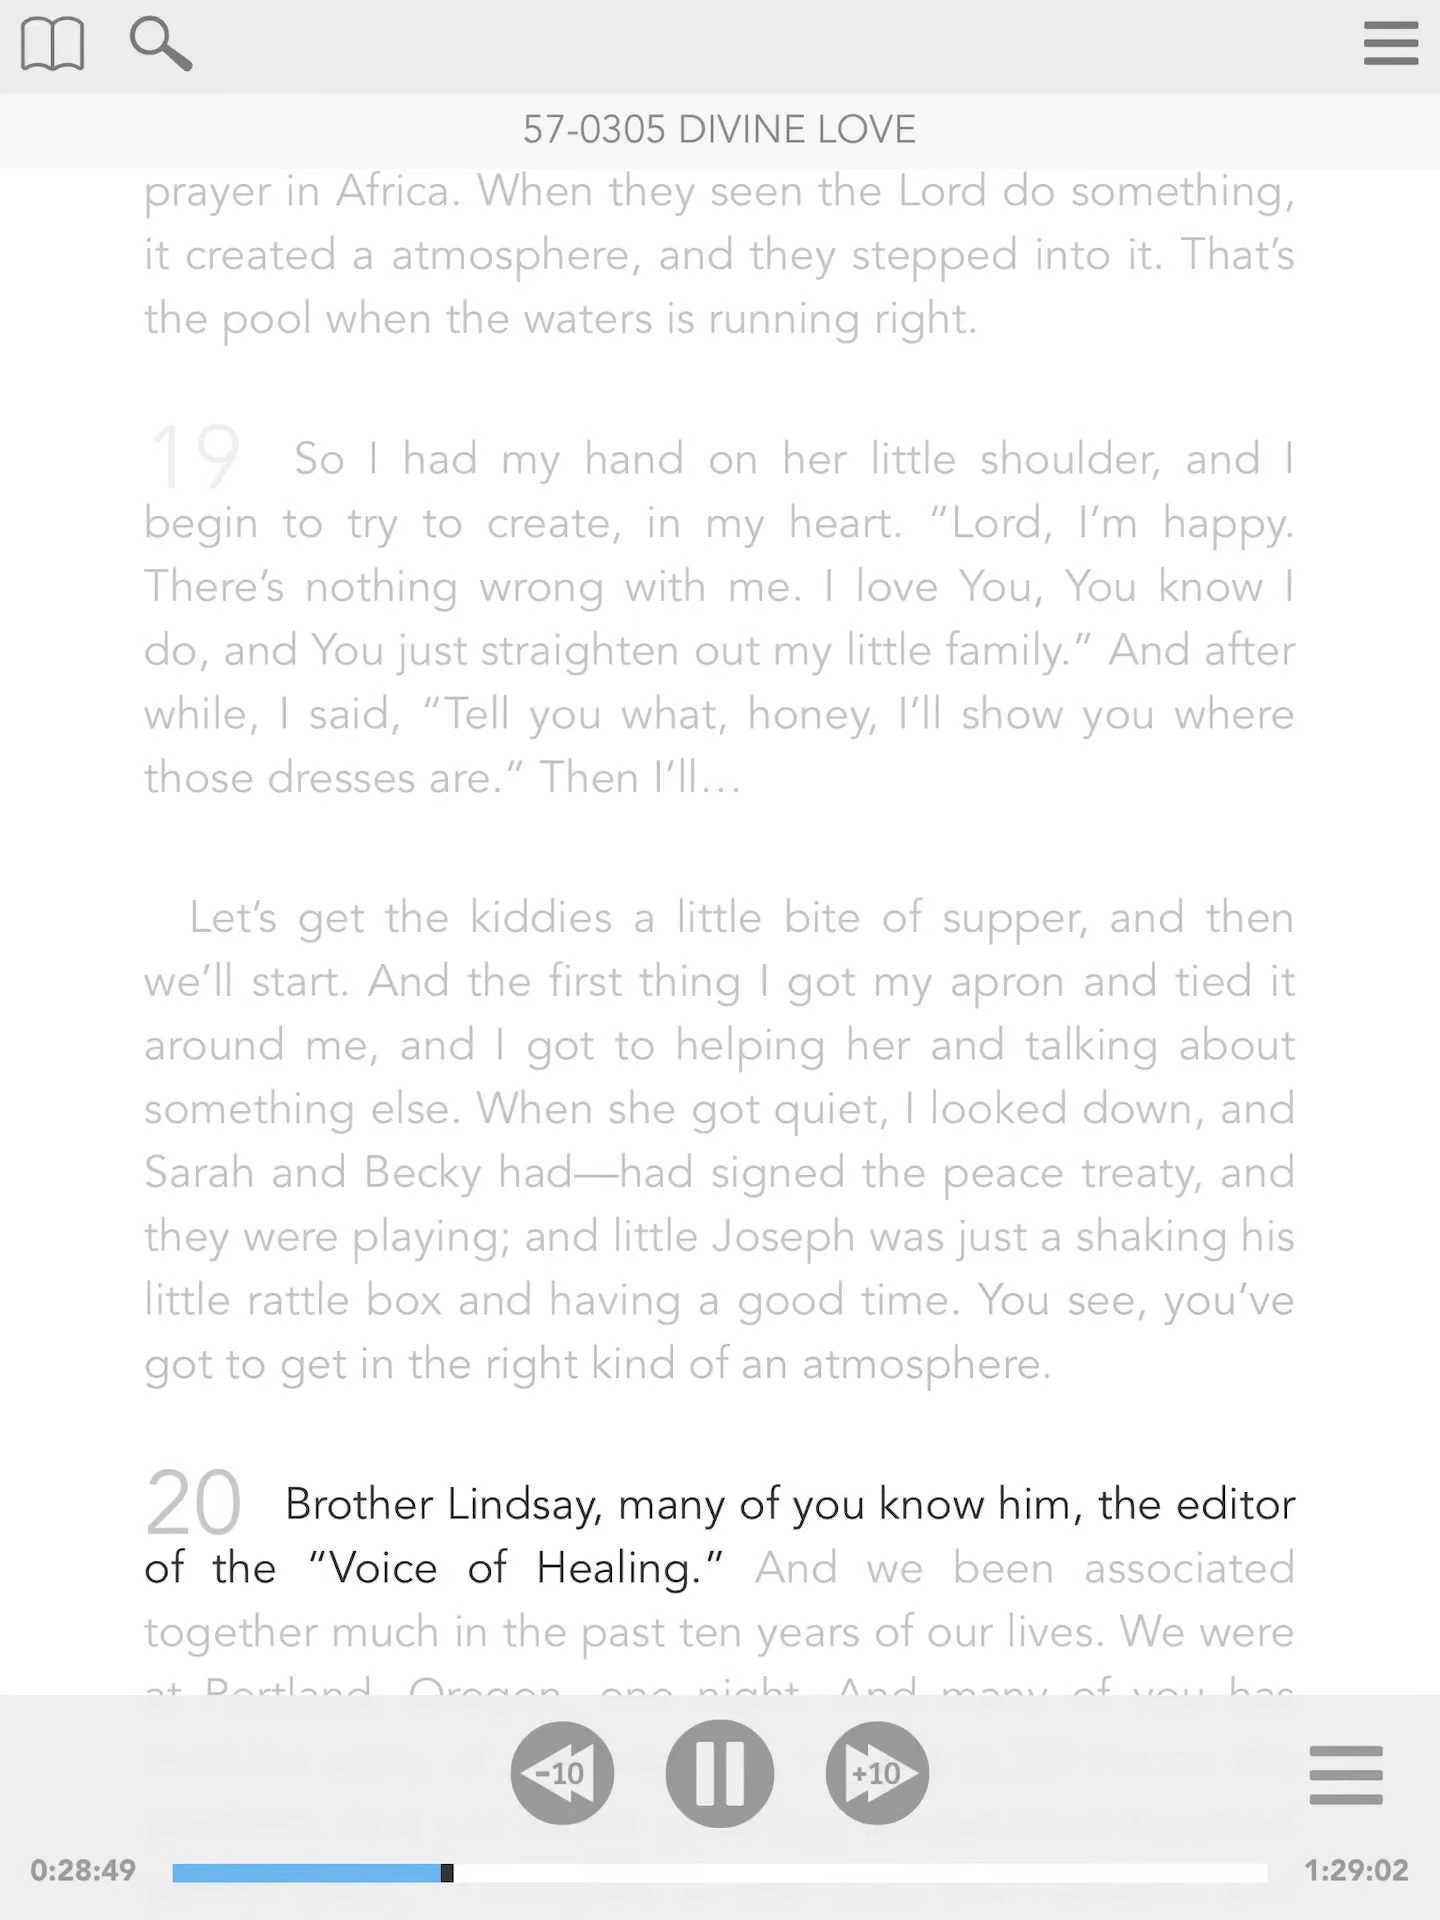 57-0305 DIVINE LOVE
prayer in Africa. When they seen the Lord do something,
it created a atmosphere, and they stepped into it. That’s
the pool when the waters is running right.
19 So I had my hand on her little shoulder, and I
begin to try to create, in my heart. “Lord, I’m happy.
There’s nothing wrong with me. I love You, You know I
do, and You just straighten out my little family.” And after
while, I said, “Tell you what, honey, I’ll show you where
those dresses are.” Then I’ll…
Let’s get the kiddies a little bite of supper, and then
we’ll start. And the first thing I got my apron and tied it
around me, and I got to helping her and talking about
something else. When she got quiet, I looked down, and
Sarah and Becky had—had signed the peace treaty, and
they were playing; and little Joseph was just a shaking his
little rattle box and having a good time. You see, you’ve
got to get in the right kind of an atmosphere.
20 Brother Lindsay, many of you know him, the editor
of the “Voice of Healing.” And we been associated
together much in the past ten years of our lives. We were
at Portland, Oregon, one night. And many of you has
-10 +10
0:28:49 1:29:02